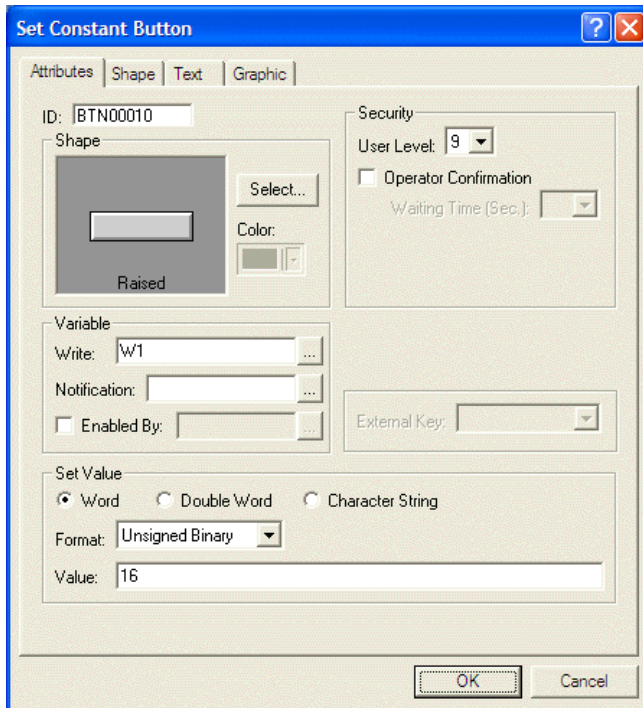 Set Constant Button
Attributes Shape Text Graphic
ID: BTN00010
Shape
Select...
Color:
Raised
Security
User Level: 9
Operator Confirmation
Waiting Time (Sec.):
Variable
Write: W1 ...
Notification: ...
Enabled By: ...
External Key:
Set Value
Word Double Word Character String
Format: Unsigned Binary
Value: 16
OK Cancel